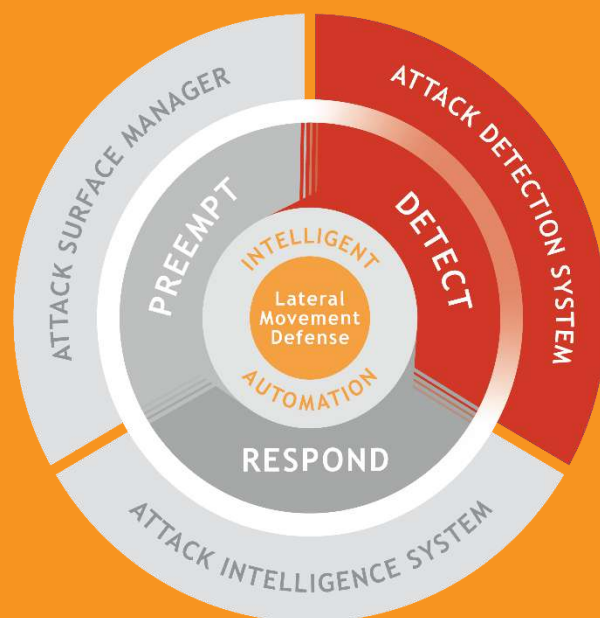 ATTACK SURFACE MANAGER
ATTACK DETECTION SYSTEM
PREEMPT
DETECT
INTELLIGENT
Lateral
Movement
Defense
AUTOMATION
RESPOND
ATTACK INTELLIGENCE SYSTEM